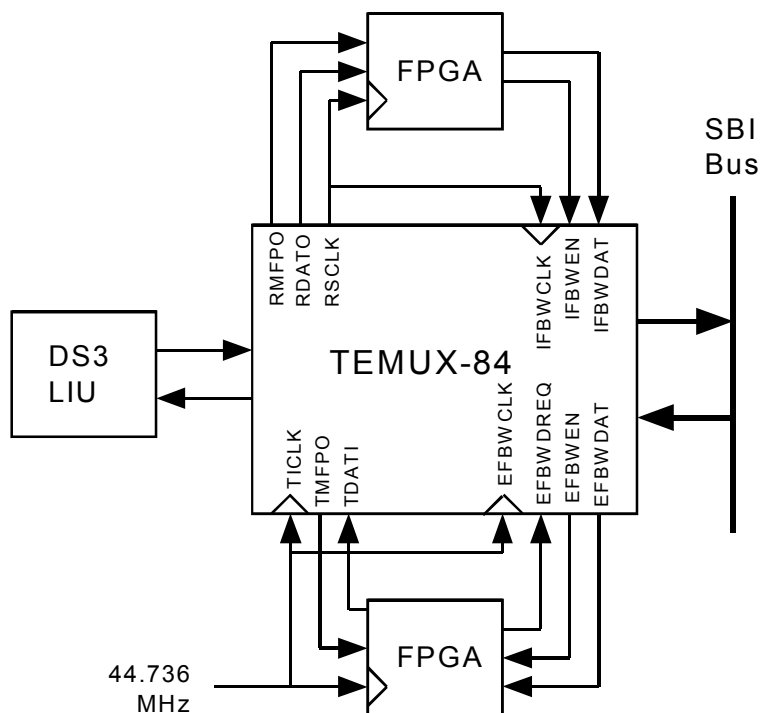 FPGA
SBI
Bus
RMFPO
RDATO
RSCLK
IFBWCLK
IFBWEN
IFBWDAT
DS3
LIU
TEMUX-84
TICLK
TMFPO
TDATI
EFBWCLK
EFBWDREQ
EFBWEN
EFBWDAT
FPGA
44.736
MHz